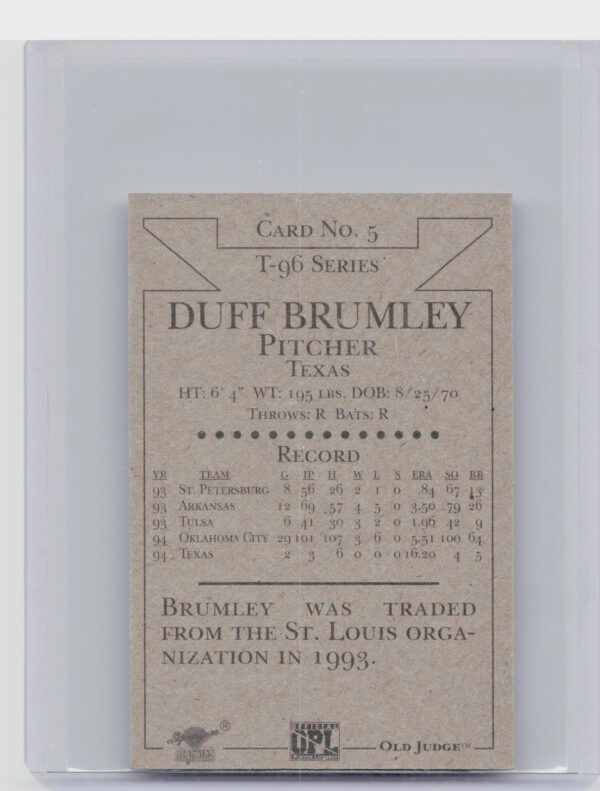 Card No. 5
T-96 Series
DUFF BRUMLEY
Pitcher
Texas
HT: 6' 4" WT: 195 LBS. DOB: 8/25/70
Throws: R Bats: R
Record
YR TEAM G IP H W L S ERA SO BB
93 St. Petersburg 8 56 26 2 1 0 .84 67 13
93 Arkansas 12 69 57 4 5 0 3.50 79 26
93 Tulsa 6 41 30 3 2 0 1.96 42 9
94 Oklahoma City 29 101 107 3 6 0 5.51 100 64
94 Texas 2 3 6 0 0 0 16.20 4 5
Brumley was traded
from the St. Louis orga-
nization in 1993.
®
OFFICIAL
UPL
Old Judge™